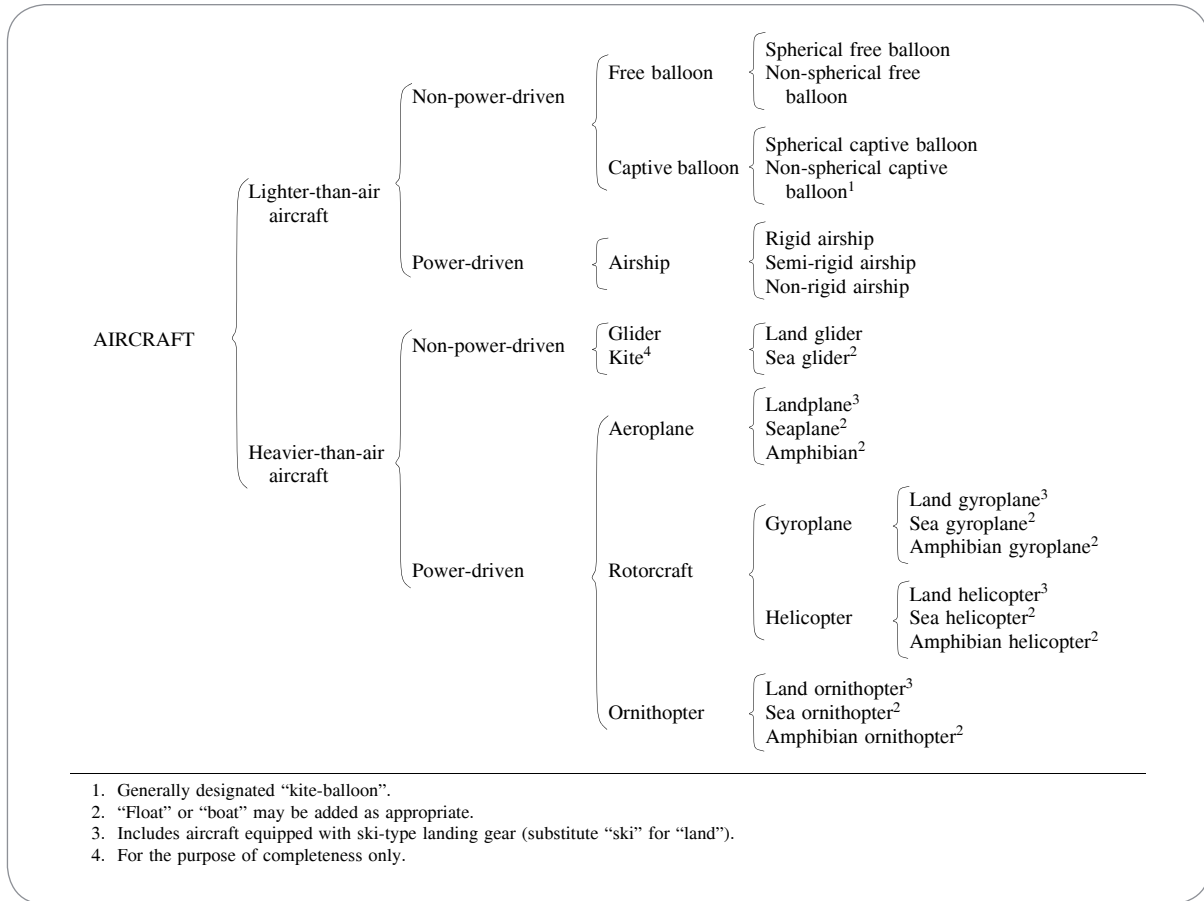 Spherical free balloon
Free balloon
Non-spherical free
balloon
Non-power-driven
Spherical captive balloon
Captive balloon
Non-spherical captive
balloon¹
Lighter-than-air
aircraft
Rigid airship
Power-driven
Airship
Semi-rigid airship
Non-rigid airship
AIRCRAFT
Non-power-driven
Glider
Kite⁴
Land glider
Sea glider²
Landplane³
Aeroplane
Seaplane²
Amphibian²
Heavier-than-air
aircraft
Land gyroplane³
Gyroplane
Sea gyroplane²
Amphibian gyroplane²
Power-driven
Rotorcraft
Land helicopter³
Helicopter
Sea helicopter²
Amphibian helicopter²
Land ornithopter³
Ornithopter
Sea ornithopter²
Amphibian ornithopter²
1. Generally designated “kite-balloon”.
2. “Float” or “boat” may be added as appropriate.
3. Includes aircraft equipped with ski-type landing gear (substitute “ski” for “land”).
4. For the purpose of completeness only.